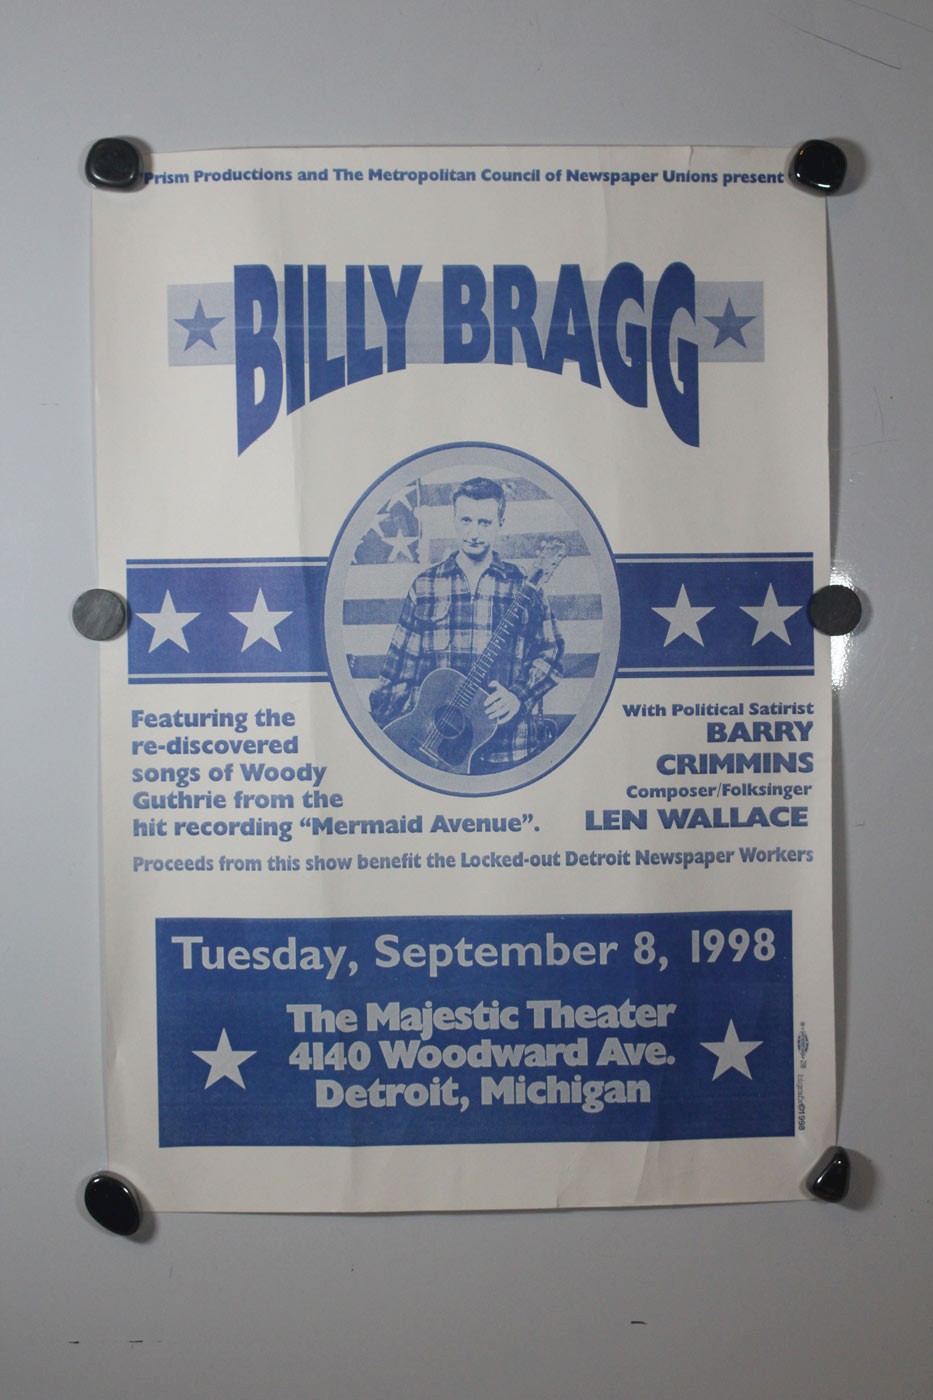 Prism Productions and The Metropolitan Council of Newspaper Unions present
BILLY BRAGG
Featuring the
re-discovered
songs of Woody
Guthrie from the
hit recording “Mermaid Avenue”.
With Political Satirist
BARRY
CRIMMINS
Composer/Folksinger
LEN WALLACE
Proceeds from this show benefit the Locked-out Detroit Newspaper Workers
Tuesday, September 8, 1998
The Majestic Theater
4140 Woodward Ave.
Detroit, Michigan